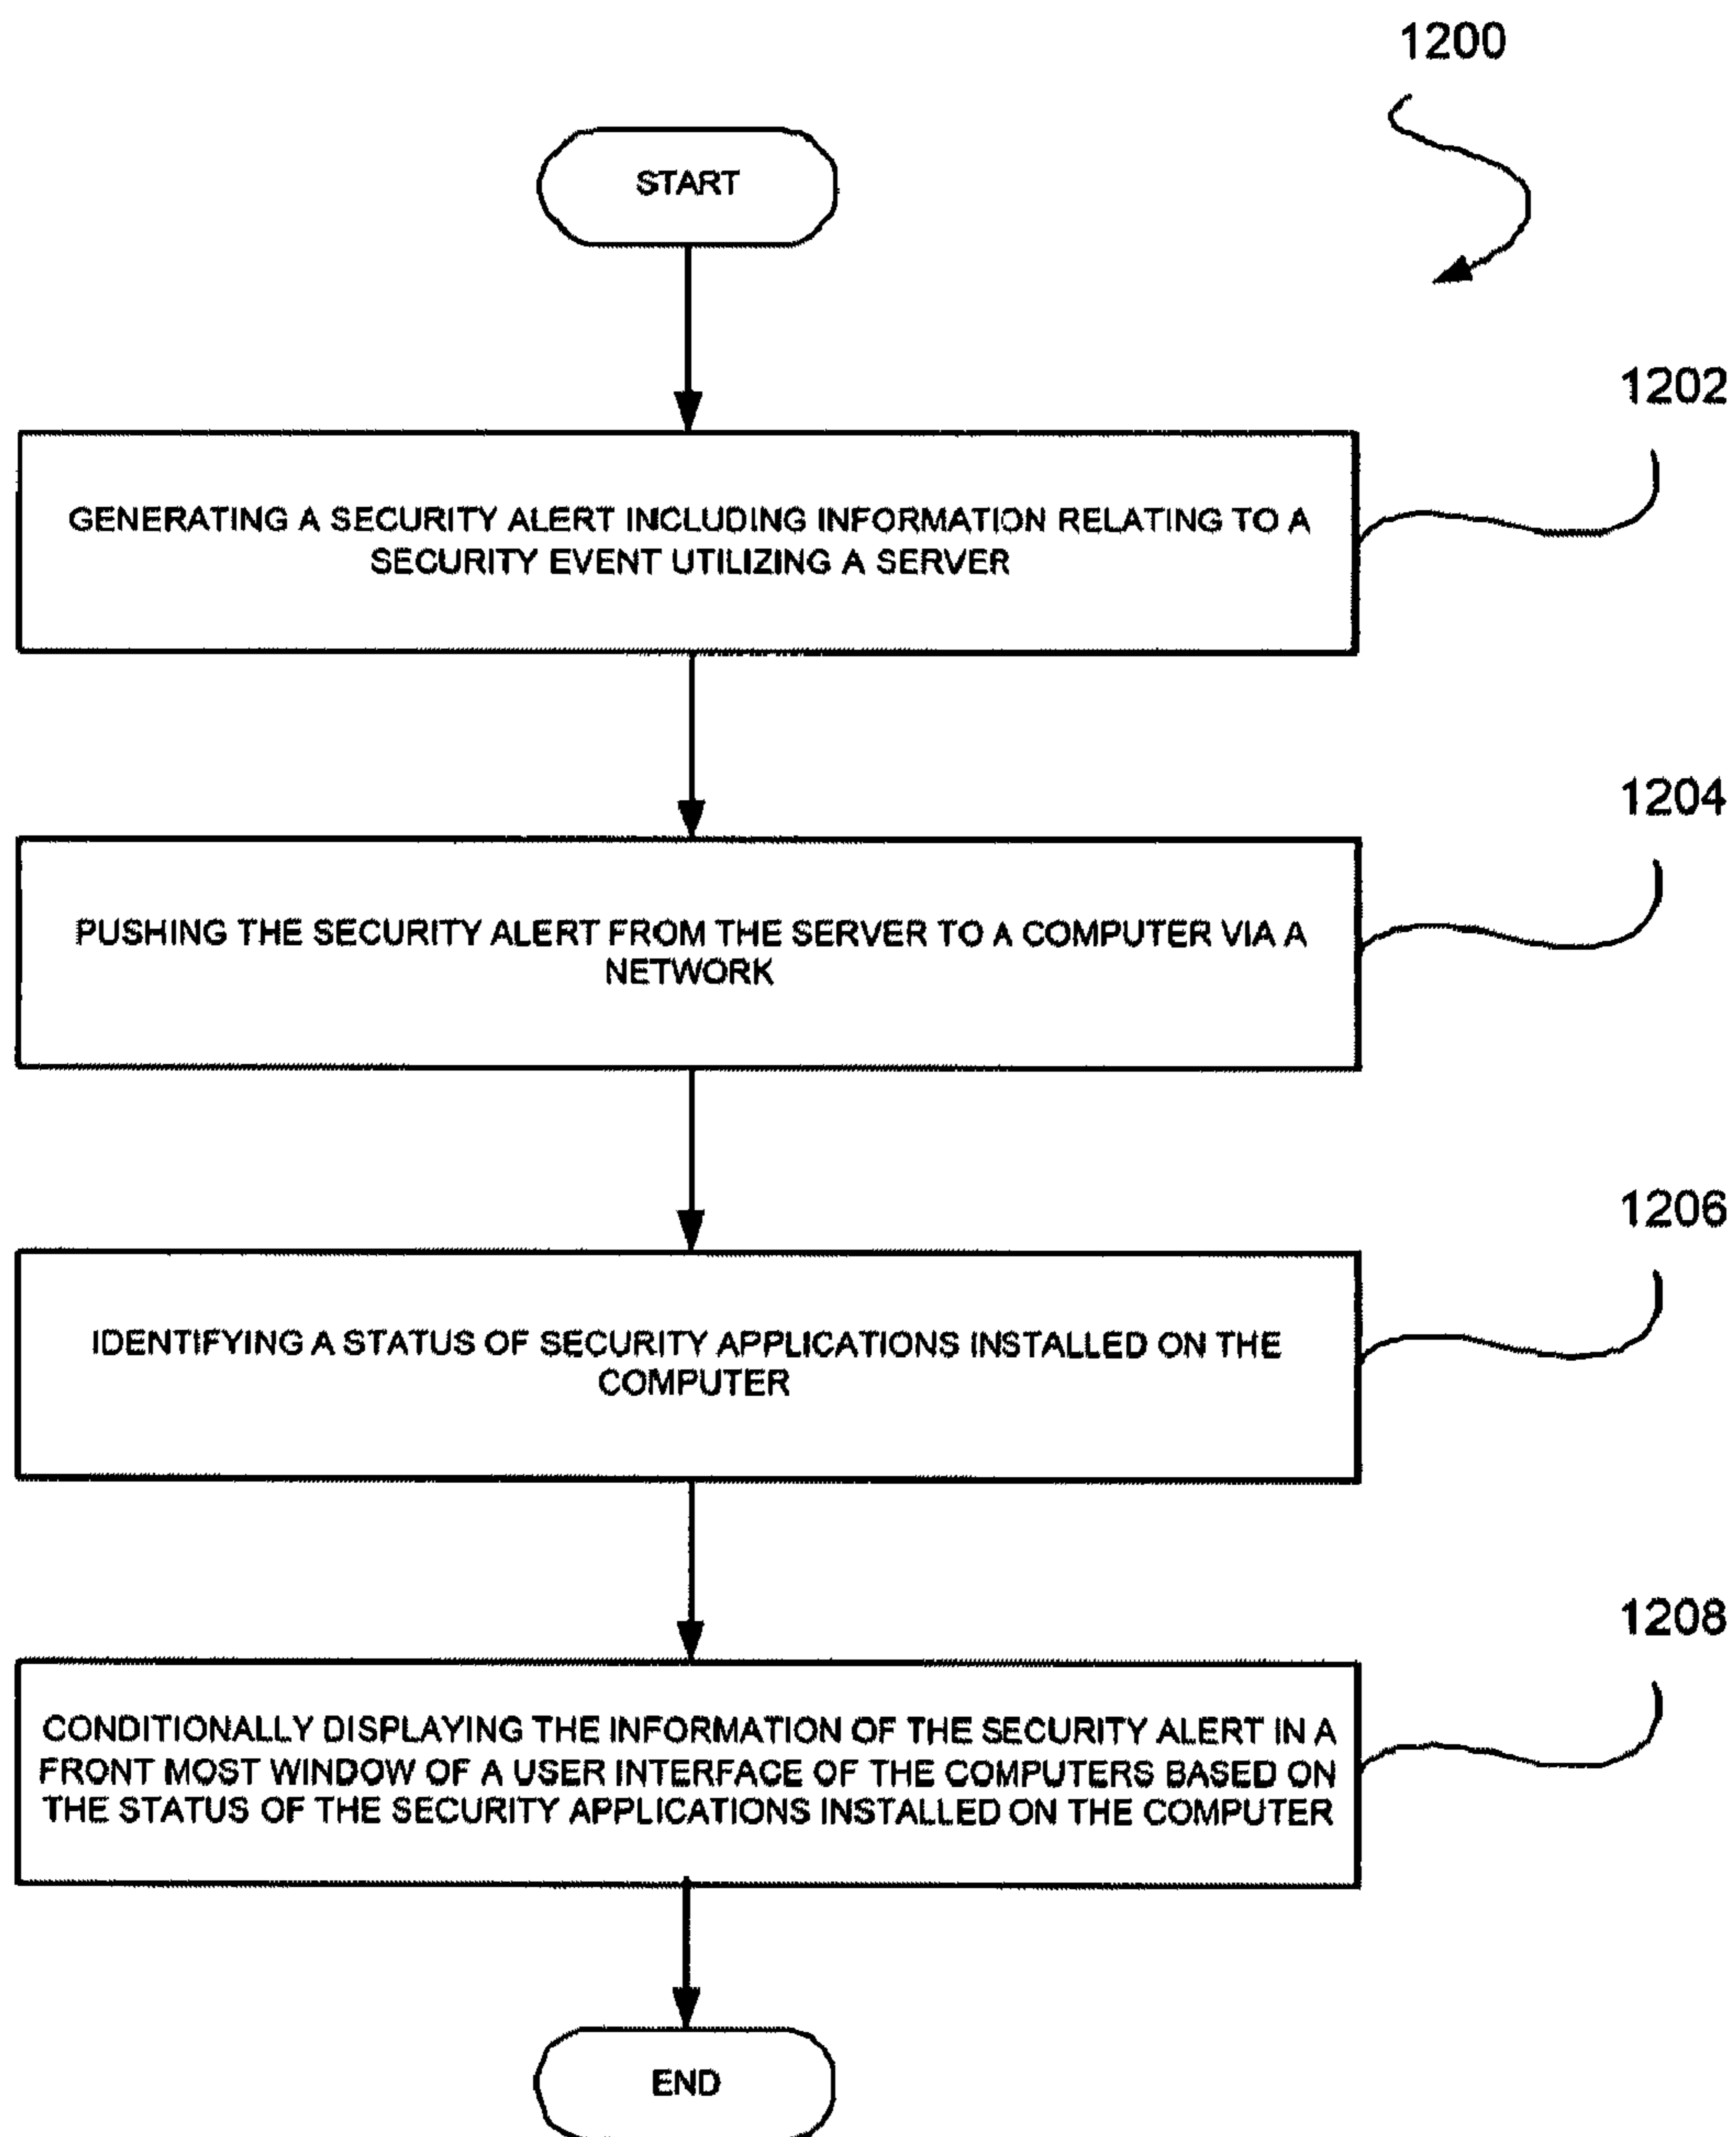 1200
START
1202
GENERATING A SECURITY ALERT INCLUDING INFORMATION RELATING TO A
SECURITY EVENT UTILIZING A SERVER
1204
PUSHING THE SECURITY ALERT FROM THE SERVER TO A COMPUTER VIA A
NETWORK
1206
IDENTIFYING A STATUS OF SECURITY APPLICATIONS INSTALLED ON THE
COMPUTER
1208
CONDITIONALLY DISPLAYING THE INFORMATION OF THE SECURITY ALERT IN A
FRONT MOST WINDOW OF A USER INTERFACE OF THE COMPUTERS BASED ON
THE STATUS OF THE SECURITY APPLICATIONS INSTALLED ON THE COMPUTER
END